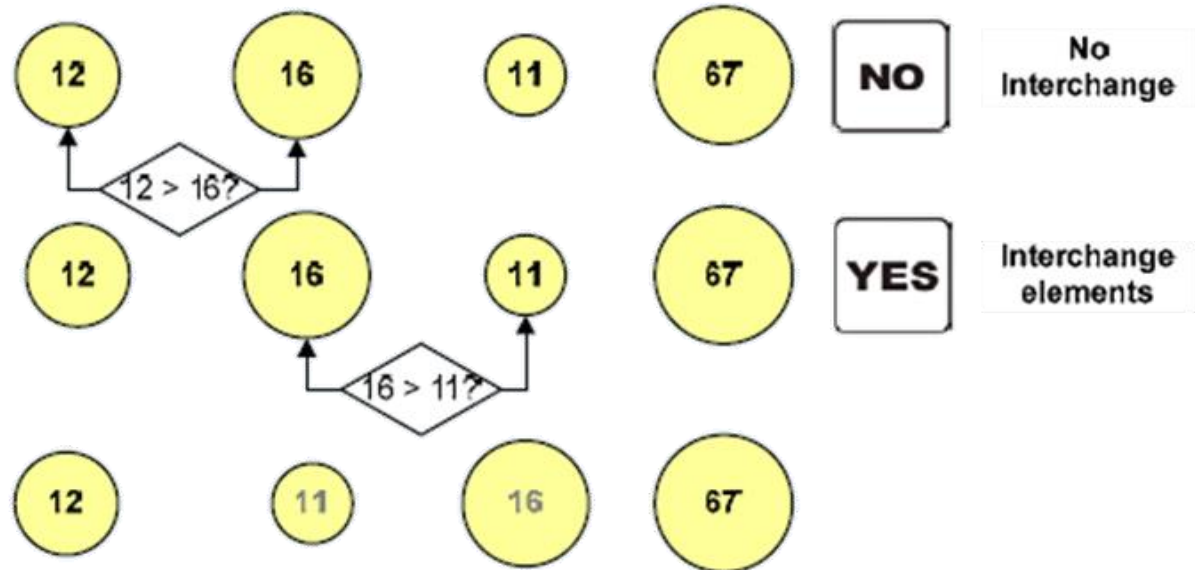 12 16 11 67 NO No
Interchange
12 > 16?
12 16 11 67 YES Interchange
elements
16 > 11?
12 11 16 67